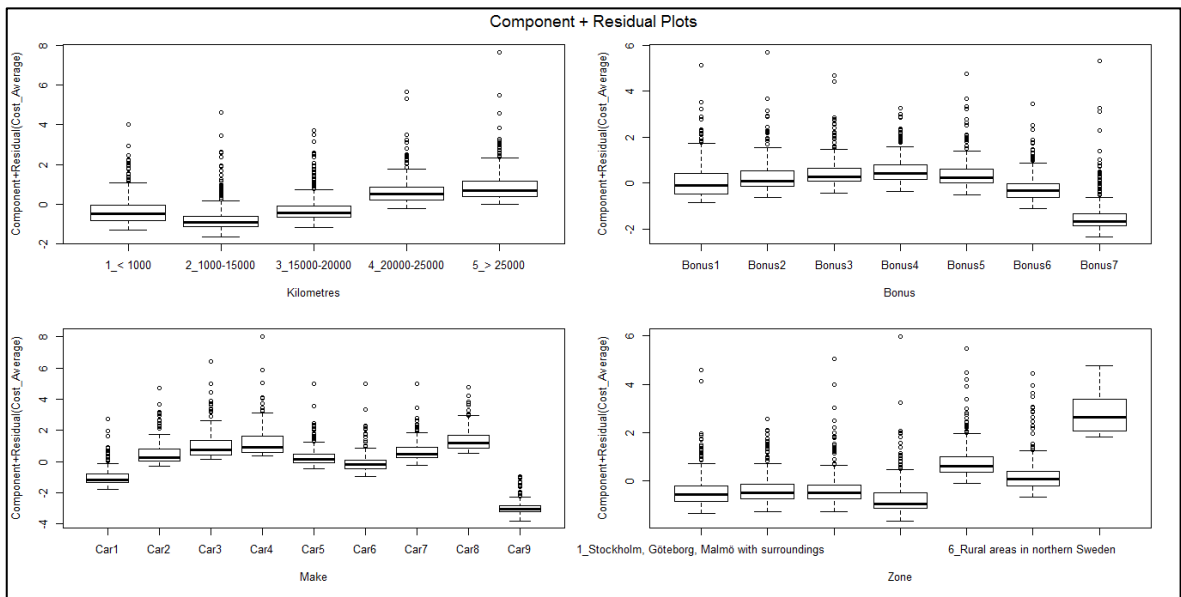 Component + Residual Plots
Component+Residual(Cost_Average)
8
6
4
2
0
-2
1_< 1000 2_1000-15000 3_15000-20000 4_20000-25000 5_> 25000
Kilometres
Component+Residual(Cost_Average)
6
4
2
0
-2
Bonus1 Bonus2 Bonus3 Bonus4 Bonus5 Bonus6 Bonus7
Bonus
Component+Residual(Cost_Average)
8
6
4
2
0
-2
-4
Car1 Car2 Car3 Car4 Car5 Car6 Car7 Car8 Car9
Make
Component+Residual(Cost_Average)
6
4
2
0
1_Stockholm, Göteborg, Malmö with surroundings 6_Rural areas in northern Sweden
Zone